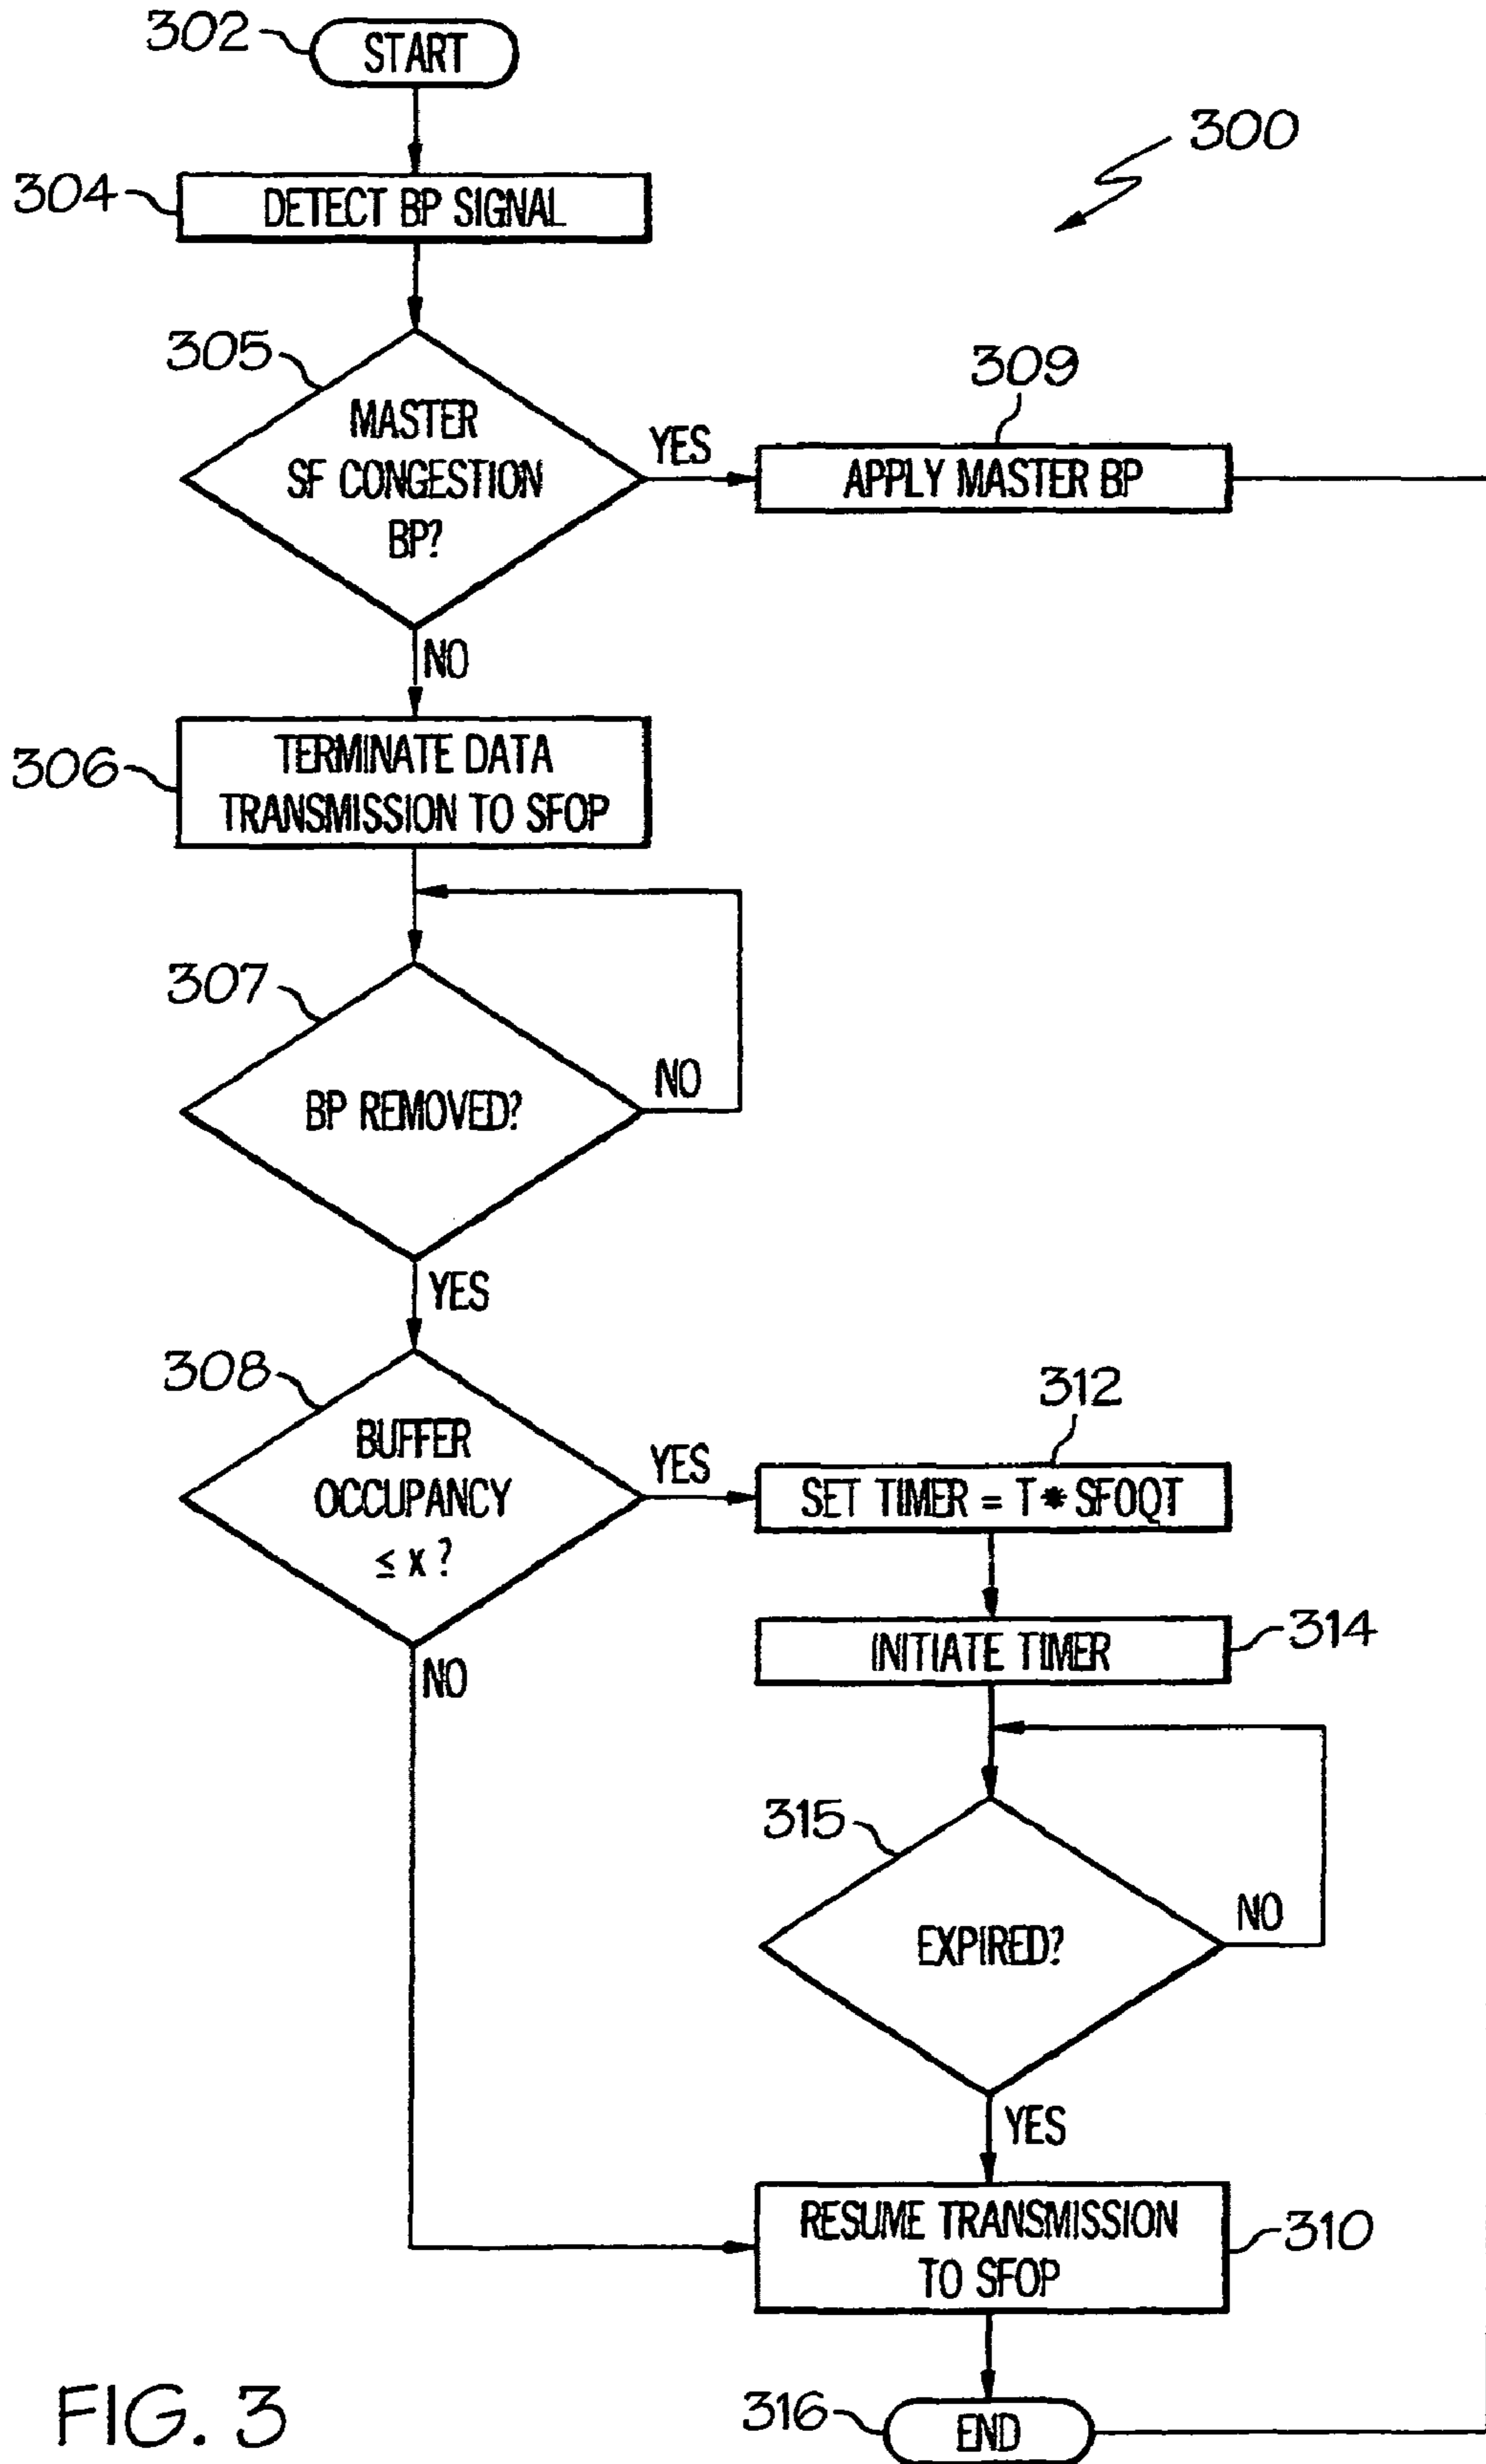 302
START
300
304
DETECT BP SIGNAL
305
MASTER
SF CONGESTION
BP?
YES
309
APPLY MASTER BP
NO
306
TERMINATE DATA
TRANSMISSION TO SFOP
307
BP REMOVED?
NO
YES
308
BUFFER
OCCUPANCY
≤ x ?
YES
312
SET TIMER = T * SFOQT
NO
INITIATE TIMER
314
315
EXPIRED?
NO
YES
RESUME TRANSMISSION
TO SFOP
310
316
END
FIG. 3